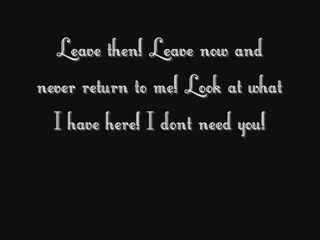 Leave then! Leave now and
never return to me! Look at what
I have here! I dont need you!